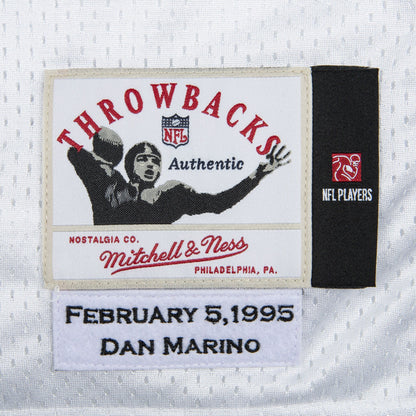 THROWBACKS
NFL
Authentic
NOSTALGIA CO.
Mitchell & Ness
PHILADELPHIA, PA.
NFL PLAYERS
FEBRUARY 5, 1995
DAN MARINO